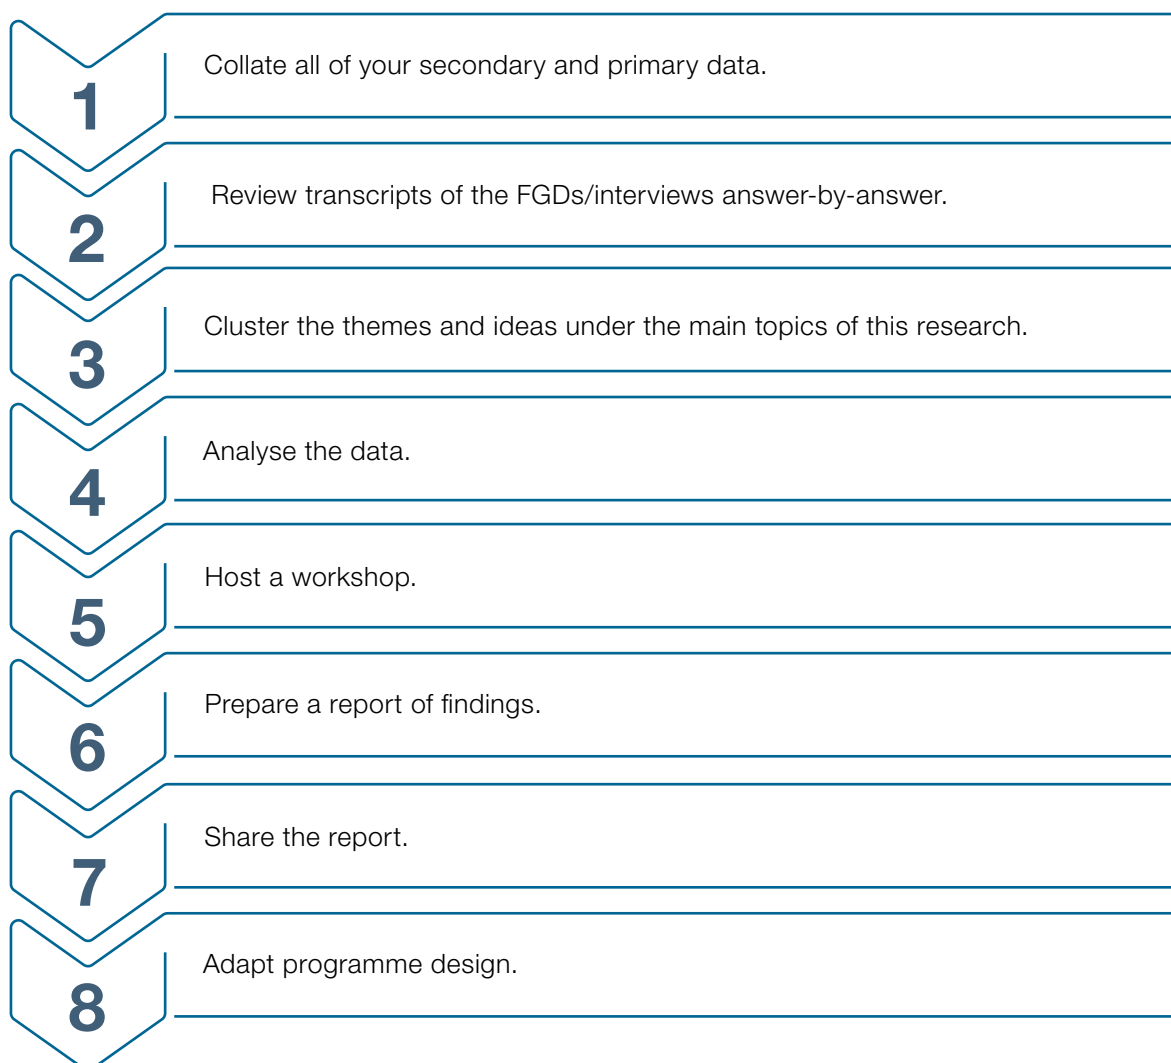 1
Collate all of your secondary and primary data.
2
Review transcripts of the FGDs/interviews answer-by-answer.
3
Cluster the themes and ideas under the main topics of this research.
4
Analyse the data.
5
Host a workshop.
6
Prepare a report of findings.
7
Share the report.
8
Adapt programme design.